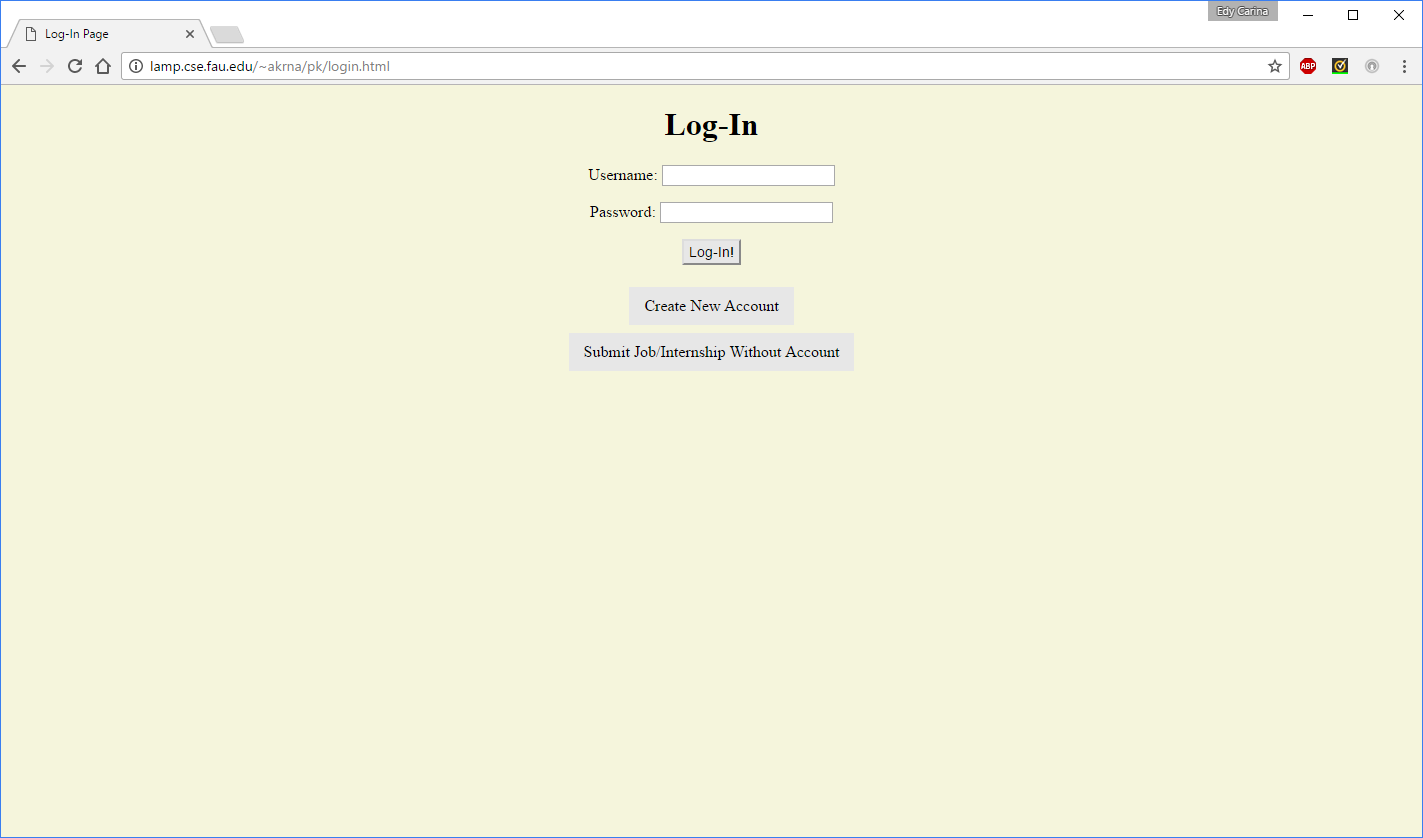 Edy Carina
Log-In Page
lamp.cse.fau.edu/~akrna/pk/login.html
ABP
Log-In
Username:
Password:
Log-In!
Create New Account
Submit Job/Internship Without Account